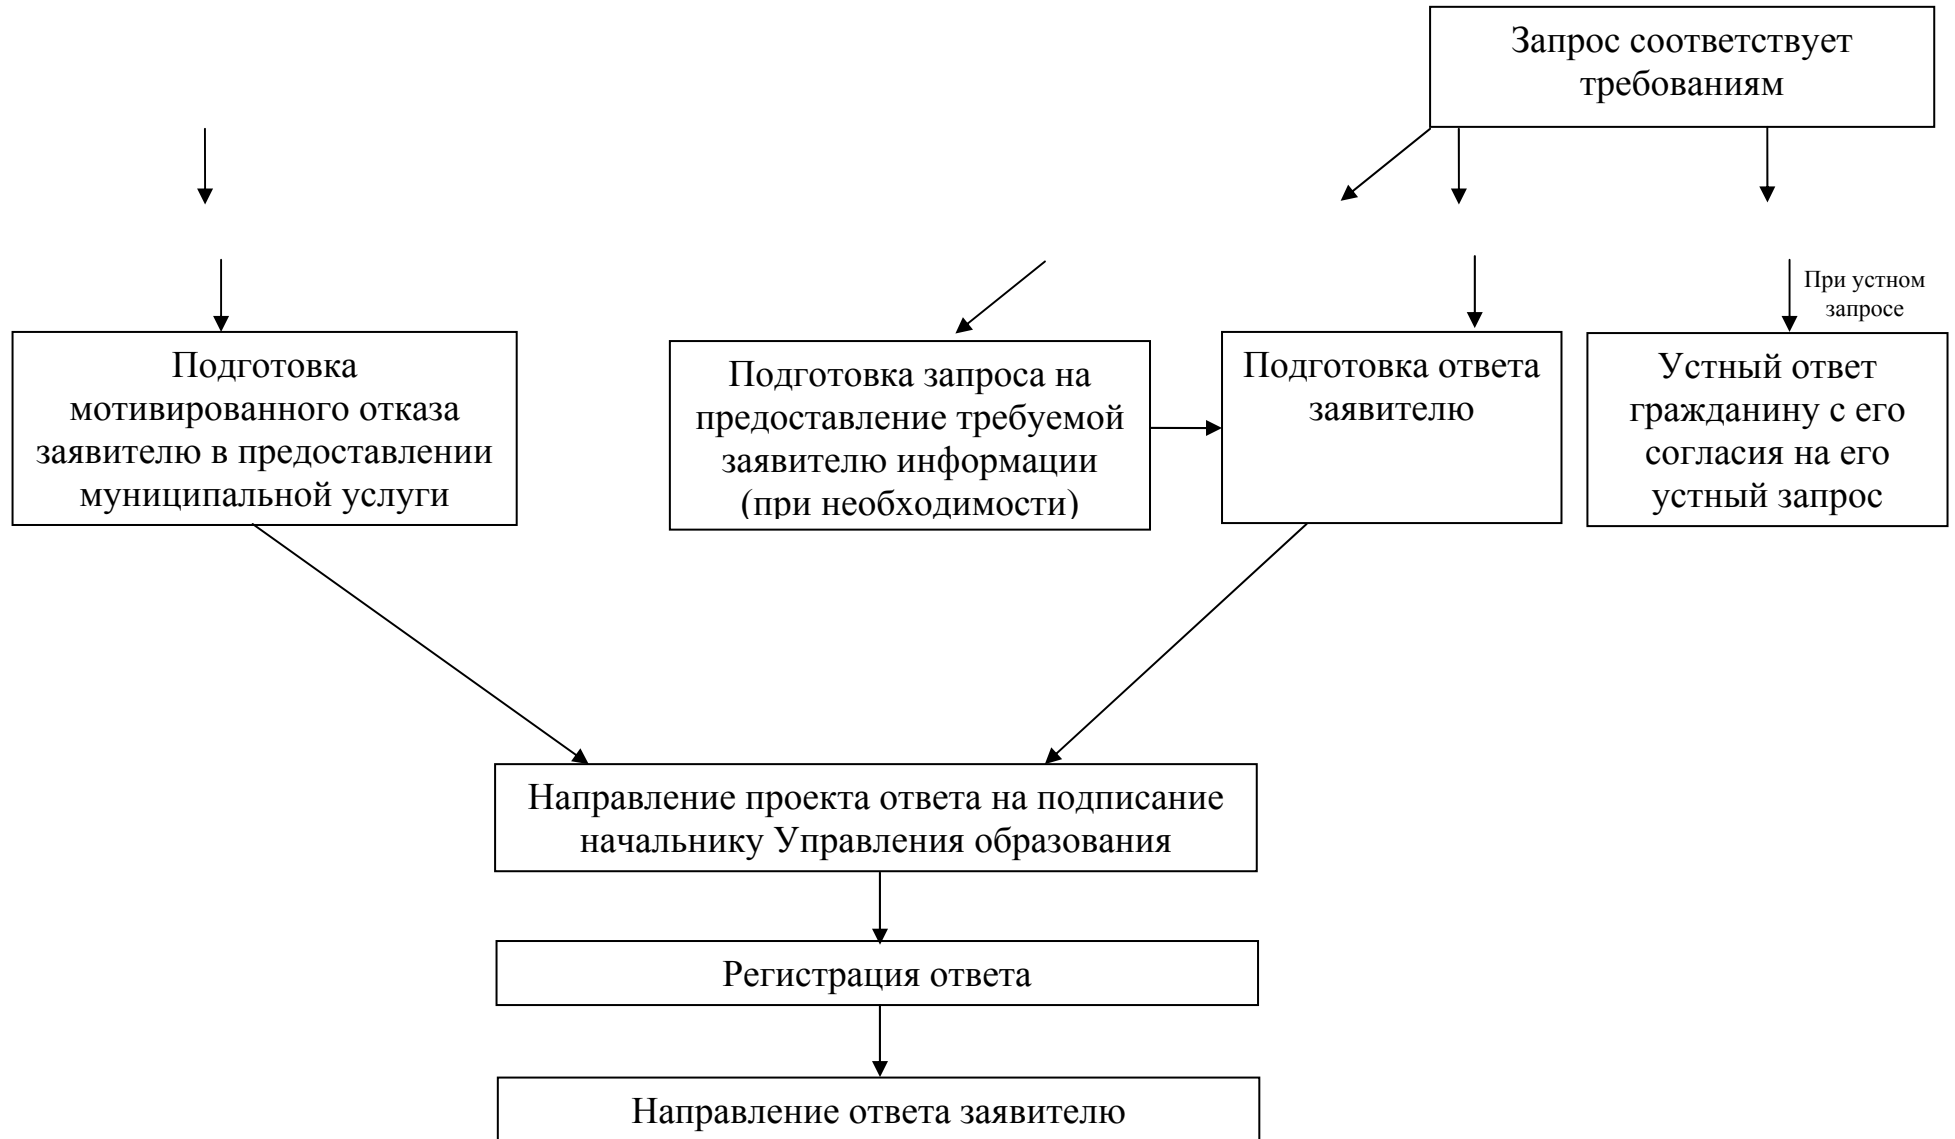 Запрос соответствует
требованиям
При устном
запросе
Подготовка
мотивированного отказа
заявителю в предоставлении
муниципальной услуги
Подготовка запроса на
предоставление требуемой
заявителю информации
(при необходимости)
Подготовка ответа
заявителю
Устный ответ
гражданину с его
согласия на его
устный запрос
Направление проекта ответа на подписание
начальнику Управления образования
Регистрация ответа
Направление ответа заявителю